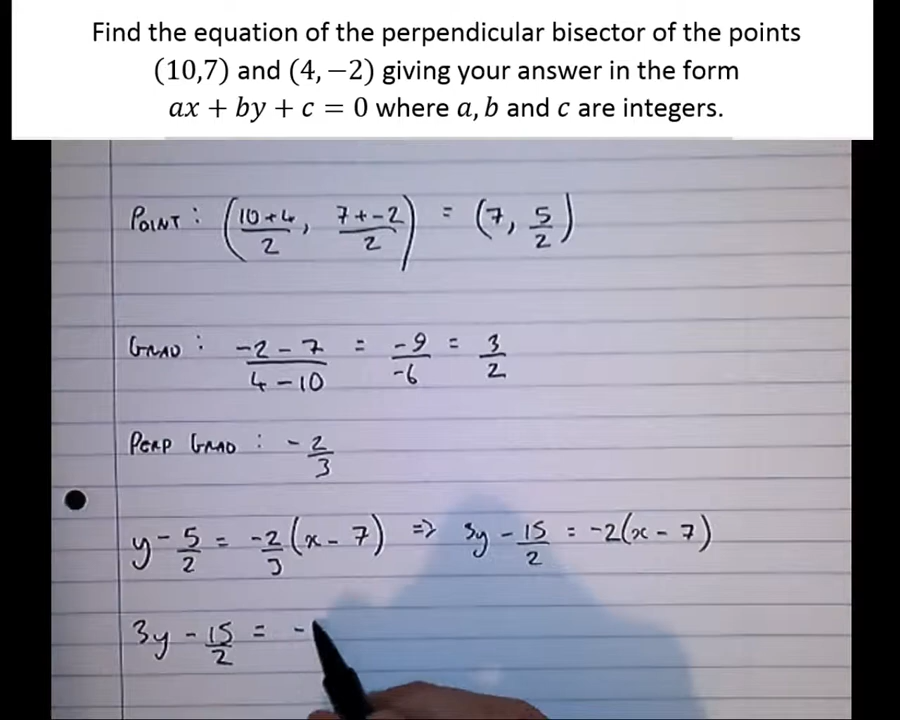 Find the equation of the perpendicular bisector of the points
(10,7) and (4,−2) giving your answer in the form
ax + by + c = 0 where a, b and c are integers.
POINT : (10+4/2, 7+-2/2) = (7, 5/2)
GRAD : -2-7/4-10 = -9/-6 = 3/2
PERP GRAD : -2/3
y - 5/2 = -2/3(x - 7) => 3y - 15/2 = -2(x - 7)
3y - 15/2 = -